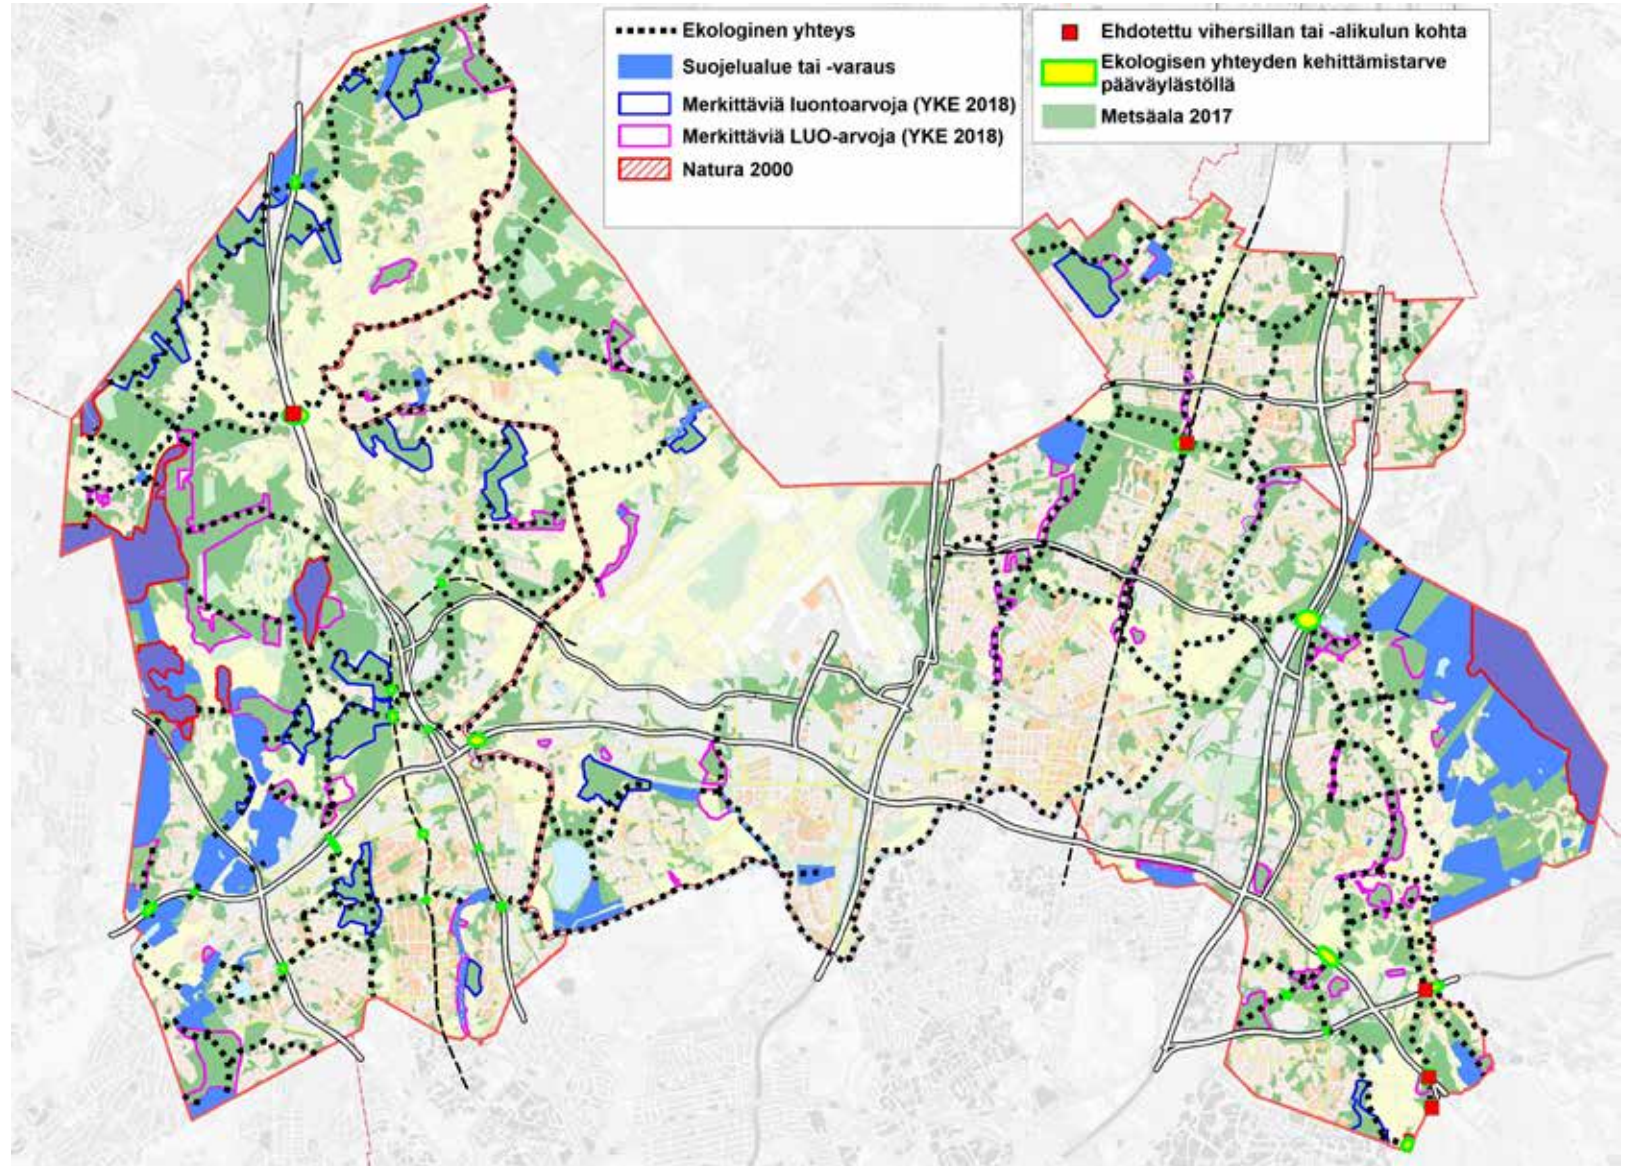 Ekologinen yhteys
Suojelualue tai -varaus
Merkittäviä luontoarvoja (YKE 2018)
Merkittäviä LUO-arvoja (YKE 2018)
Natura 2000
Ehdotettu vihersillan tai -alikulun kohta
Ekologisen yhteyden kehittämistarve
pääväylästöllä
Metsäala 2017